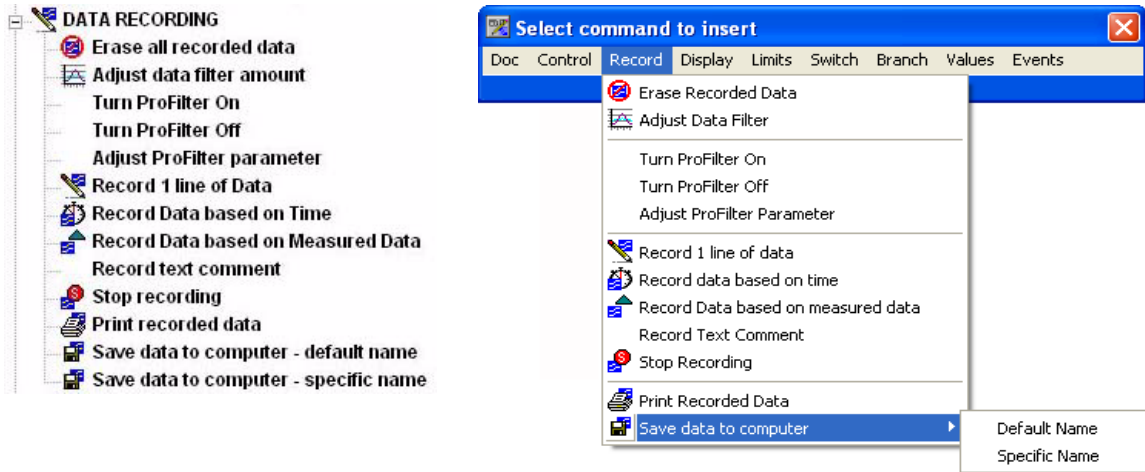 DATA RECORDING
Erase all recorded data
Adjust data filter amount
Turn ProFilter On
Turn ProFilter Off
Adjust ProFilter parameter
Record 1 line of Data
Record Data based on Time
Record Data based on Measured Data
Record text comment
Stop recording
Print recorded data
Save data to computer - default name
Save data to computer - specific name
Select command to insert
Doc Control Record Display Limits Switch Branch Values Events
Erase Recorded Data
Adjust Data Filter
Turn ProFilter On
Turn ProFilter Off
Adjust ProFilter Parameter
Record 1 line of data
Record data based on time
Record Data based on measured data
Record Text Comment
Stop Recording
Print Recorded Data
Save data to computer
Default Name
Specific Name